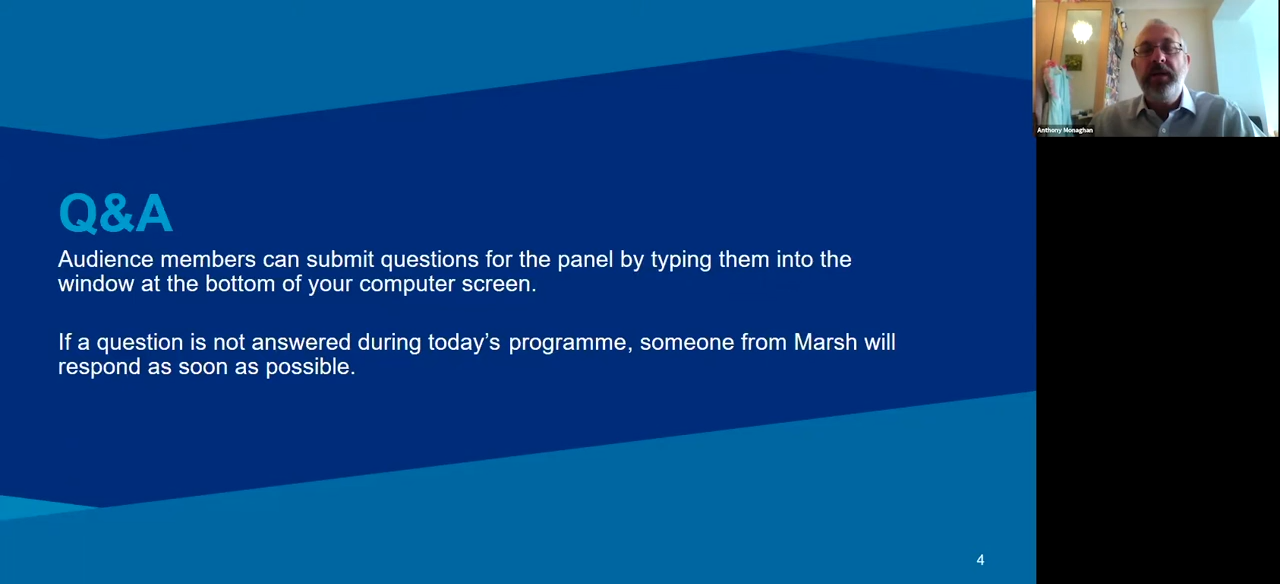 Q&A
Audience members can submit questions for the panel by typing them into the
window at the bottom of your computer screen.
If a question is not answered during today’s programme, someone from Marsh will
respond as soon as possible.
4
Anthony Monaghan